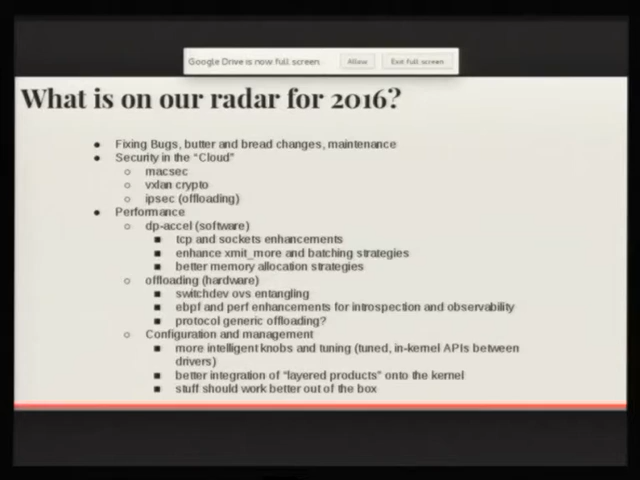 Google Drive is now full screen.
Allow
Exit full screen
What is on our radar for 2016?
● Fixing Bugs, butter and bread changes, maintenance
● Security in the “Cloud”
○ macsec
○ vxlan crypto
○ ipsec (offloading)
● Performance
○ dp-accel (software)
■ tcp and sockets enhancements
■ enhance xmit_more and batching strategies
■ better memory allocation strategies
○ offloading (hardware)
■ switchdev ovs entangling
■ ebpf and perf enhancements for introspection and observability
■ protocol generic offloading?
○ Configuration and management
■ more intelligent knobs and tuning (tuned, in-kernel APIs between
drivers)
■ better integration of “layered products” onto the kernel
■ stuff should work better out of the box